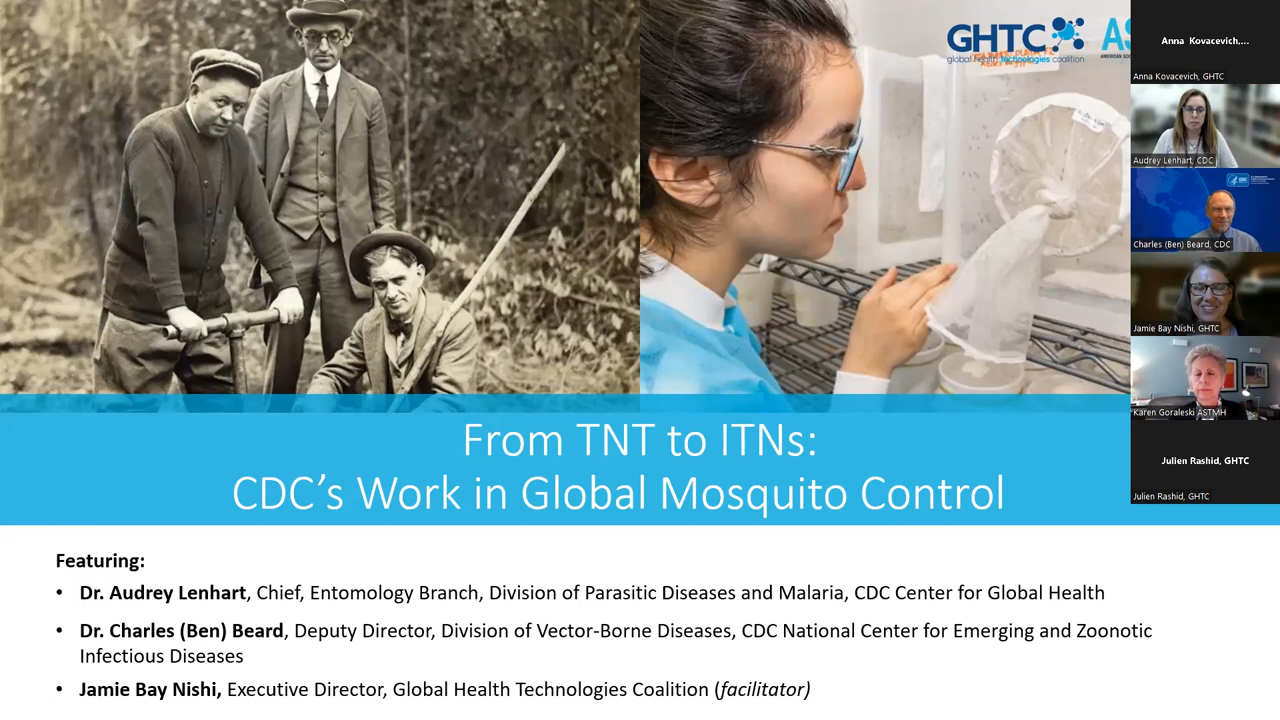 GHTC
global health technologies coalition
AS
AMERICAN SOC
From TNT to ITNs:
CDC’s Work in Global Mosquito Control
Featuring:
• Dr. Audrey Lenhart, Chief, Entomology Branch, Division of Parasitic Diseases and Malaria, CDC Center for Global Health
• Dr. Charles (Ben) Beard, Deputy Director, Division of Vector-Borne Diseases, CDC National Center for Emerging and Zoonotic
Infectious Diseases
• Jamie Bay Nishi, Executive Director, Global Health Technologies Coalition (facilitator)
Anna Kovacevich,...
Anna Kovacevich, GHTC
Audrey Lenhart, CDC
Charles (Ben) Beard, CDC
Jamie Bay Nishi, GHTC
Karen Goraleski ASTMH
Julien Rashid, GHTC
Julien Rashid, GHTC